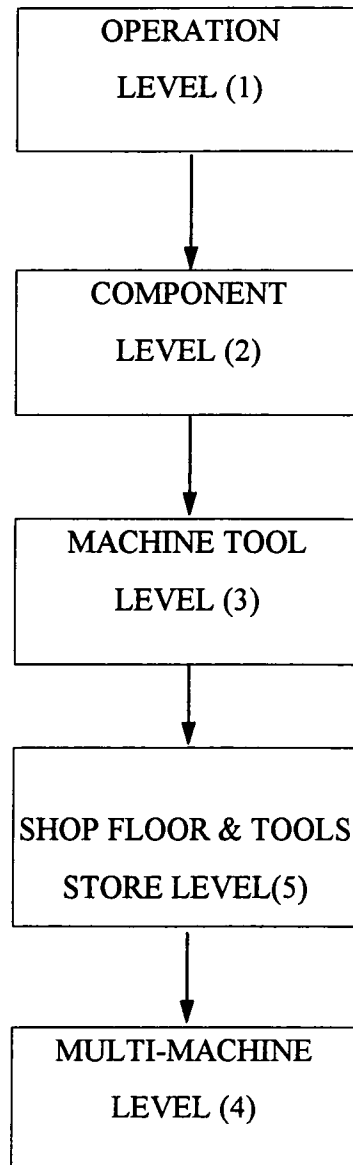 OPERATION
LEVEL (1)
COMPONENT
LEVEL (2)
MACHINE TOOL
LEVEL (3)
SHOP FLOOR & TOOLS
STORE LEVEL(5)
MULTI-MACHINE
LEVEL (4)